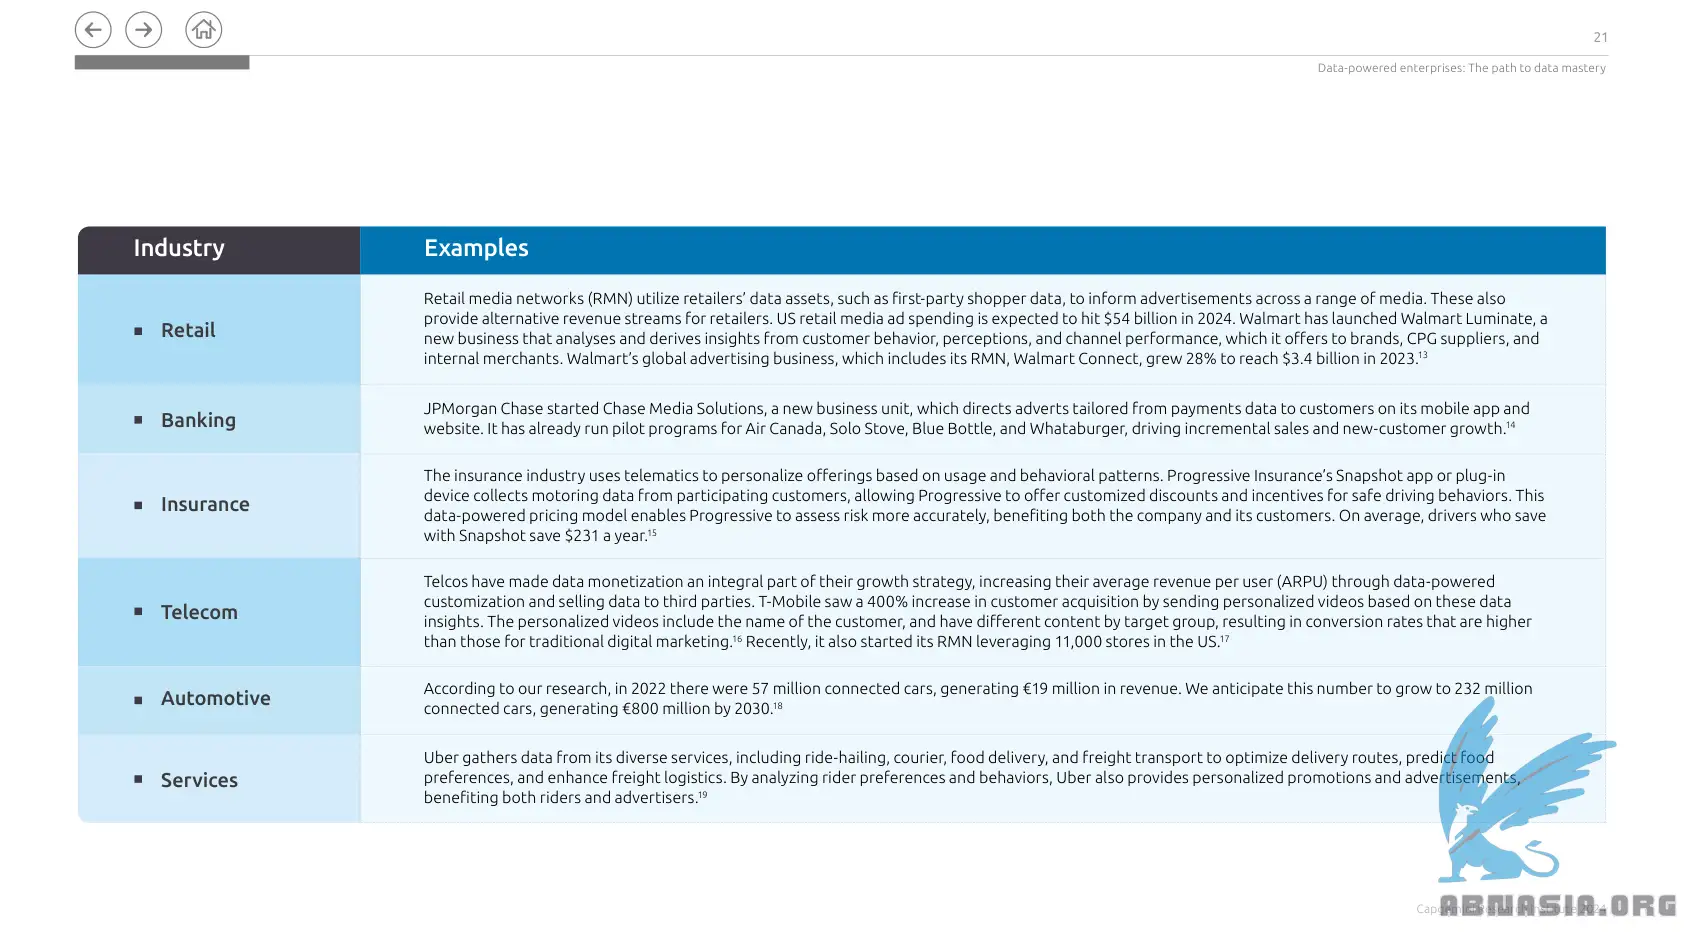 21
Data-powered enterprises: The path to data mastery
Industry
Examples
Retail
Retail media networks (RMN) utilize retailers’ data assets, such as first-party shopper data, to inform advertisements across a range of media. These also
provide alternative revenue streams for retailers. US retail media ad spending is expected to hit $54 billion in 2024. Walmart has launched Walmart Luminate, a
new business that analyses and derives insights from customer behavior, perceptions, and channel performance, which it offers to brands, CPG suppliers, and
internal merchants. Walmart’s global advertising business, which includes its RMN, Walmart Connect, grew 28% to reach $3.4 billion in 2023.13
Banking
JPMorgan Chase started Chase Media Solutions, a new business unit, which directs adverts tailored from payments data to customers on its mobile app and
website. It has already run pilot programs for Air Canada, Solo Stove, Blue Bottle, and Whataburger, driving incremental sales and new-customer growth.14
Insurance
The insurance industry uses telematics to personalize offerings based on usage and behavioral patterns. Progressive Insurance’s Snapshot app or plug-in
device collects motoring data from participating customers, allowing Progressive to offer customized discounts and incentives for safe driving behaviors. This
data-powered pricing model enables Progressive to assess risk more accurately, benefiting both the company and its customers. On average, drivers who save
with Snapshot save $231 a year.15
Telecom
Telcos have made data monetization an integral part of their growth strategy, increasing their average revenue per user (ARPU) through data-powered
customization and selling data to third parties. T-Mobile saw a 400% increase in customer acquisition by sending personalized videos based on these data
insights. The personalized videos include the name of the customer, and have different content by target group, resulting in conversion rates that are higher
than those for traditional digital marketing.16 Recently, it also started its RMN leveraging 11,000 stores in the US.17
Automotive
According to our research, in 2022 there were 57 million connected cars, generating €19 million in revenue. We anticipate this number to grow to 232 million
connected cars, generating €800 million by 2030.18
Services
Uber gathers data from its diverse services, including ride-hailing, courier, food delivery, and freight transport to optimize delivery routes, predict food
preferences, and enhance freight logistics. By analyzing rider preferences and behaviors, Uber also provides personalized promotions and advertisements,
benefiting both riders and advertisers.19
ABNASIA.ORG